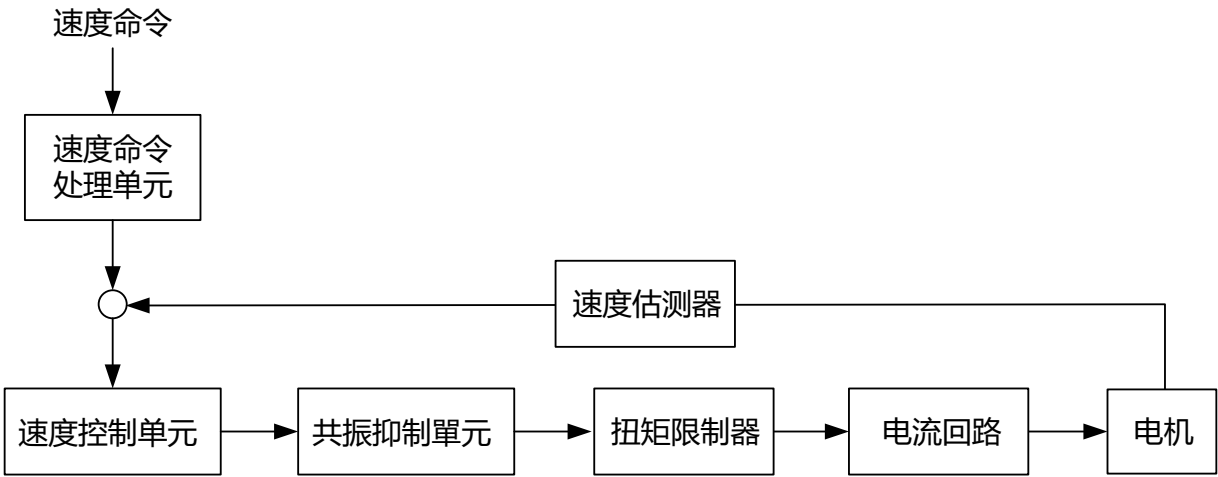 速度命令
速度命令
处理单元
速度估测器
速度控制单元
共振抑制單元
扭矩限制器
电流回路
电机